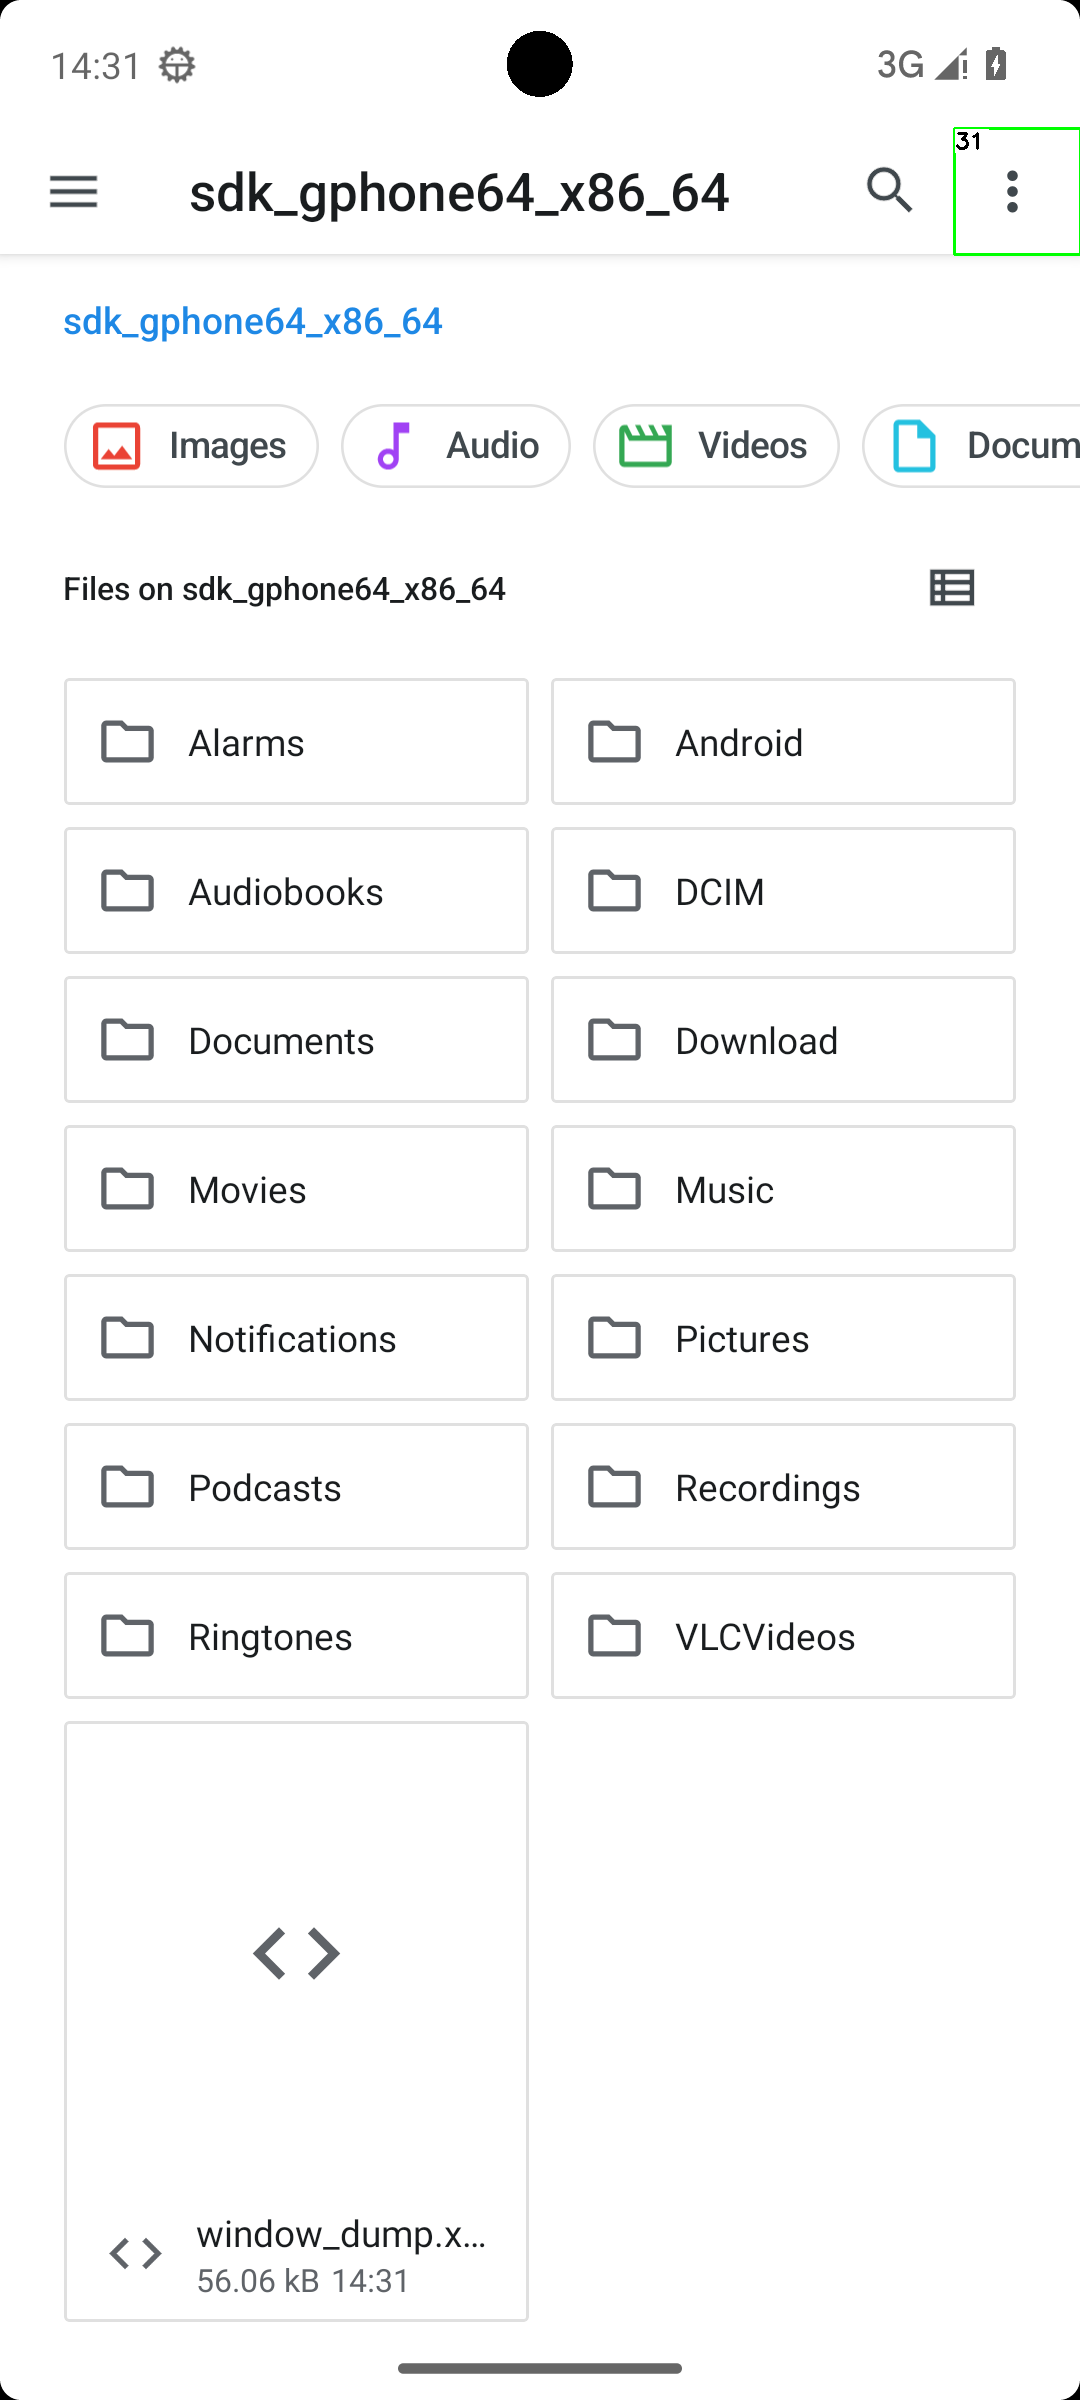 14:31
3G
31
sdk_gphone64_x86_64
sdk_gphone64_x86_64
Images
Audio
Videos
Docum
Files on sdk_gphone64_x86_64
Alarms
Android
Audiobooks
DCIM
Documents
Download
Movies
Music
Notifications
Pictures
Podcasts
Recordings
Ringtones
VLCVideos
window_dump.x…
56.06 kB 14:31